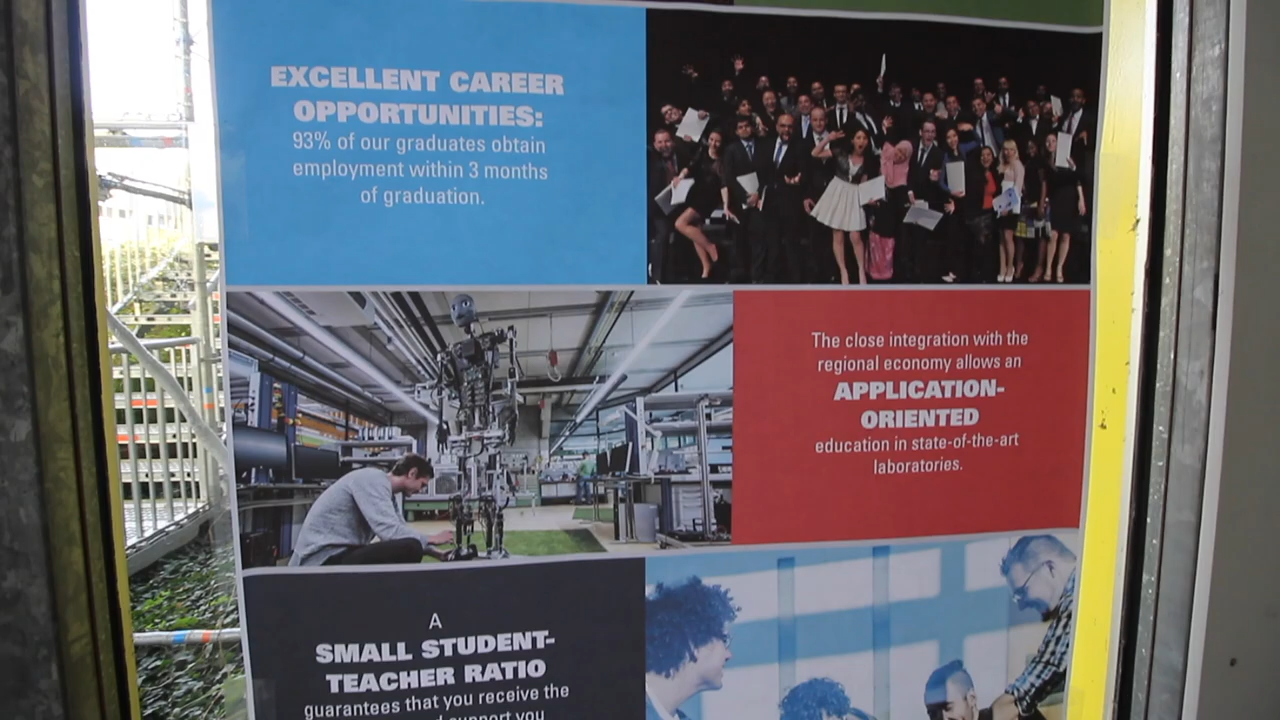 EXCELLENT CAREER
OPPORTUNITIES:
93% of our graduates obtain
employment within 3 months
of graduation.
The close integration with the
regional economy allows an
APPLICATION-
ORIENTED
education in state-of-the-art
laboratories.
A
SMALL STUDENT-
TEACHER RATIO
guarantees that you receive the
support you